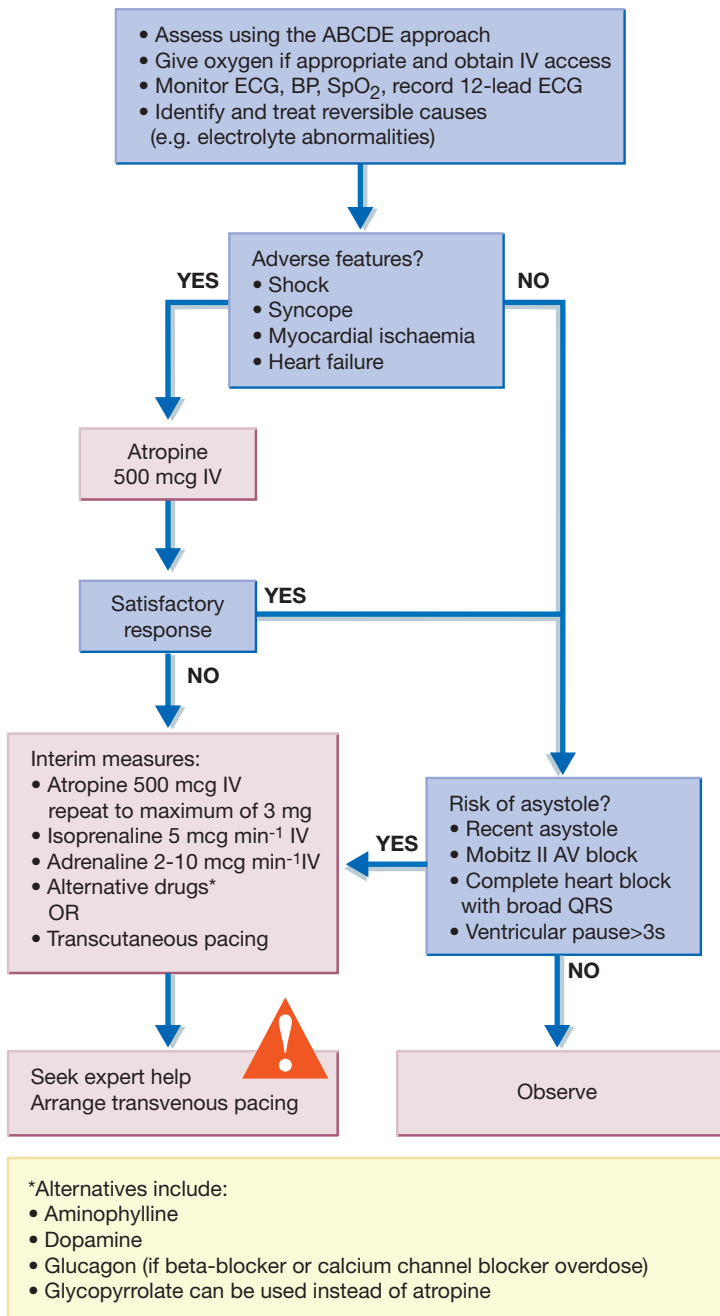 • Assess using the ABCDE approach
• Give oxygen if appropriate and obtain IV access
• Monitor ECG, BP, SpO2, record 12-lead ECG
• Identify and treat reversible causes
(e.g. electrolyte abnormalities)
Adverse features?
• Shock
• Syncope
• Myocardial ischaemia
• Heart failure
YES
NO
Atropine
500 mcg IV
Satisfactory
response
YES
NO
Interim measures:
• Atropine 500 mcg IV
repeat to maximum of 3 mg
• Isoprenaline 5 mcg min-1 IV
• Adrenaline 2-10 mcg min-1IV
• Alternative drugs*
OR
• Transcutaneous pacing
YES
Risk of asystole?
• Recent asystole
• Mobitz II AV block
• Complete heart block
with broad QRS
• Ventricular pause>3s
NO
!
Seek expert help
Arrange transvenous pacing
Observe
*Alternatives include:
• Aminophylline
• Dopamine
• Glucagon (if beta-blocker or calcium channel blocker overdose)
• Glycopyrrolate can be used instead of atropine